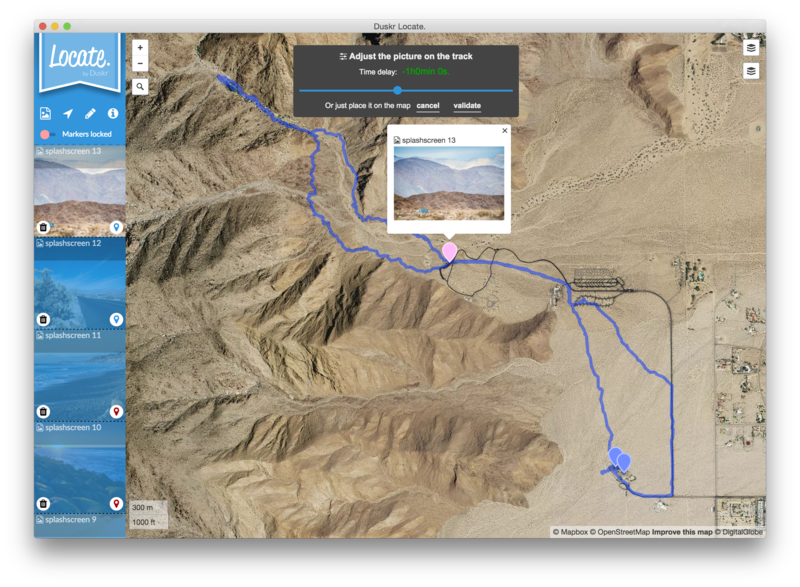 Duskr Locate.
Locate.
by Duskr
Markers locked
splashscreen 13
splashscreen 12
splashscreen 11
splashscreen 10
splashscreen 9
+
−
Adjust the picture on the track
Time delay: -1h0min 0s.
Or just place it on the map cancel validate
×
splashscreen 13
300 m
1000 ft
© Mapbox © OpenStreetMap Improve this map © DigitalGlobe